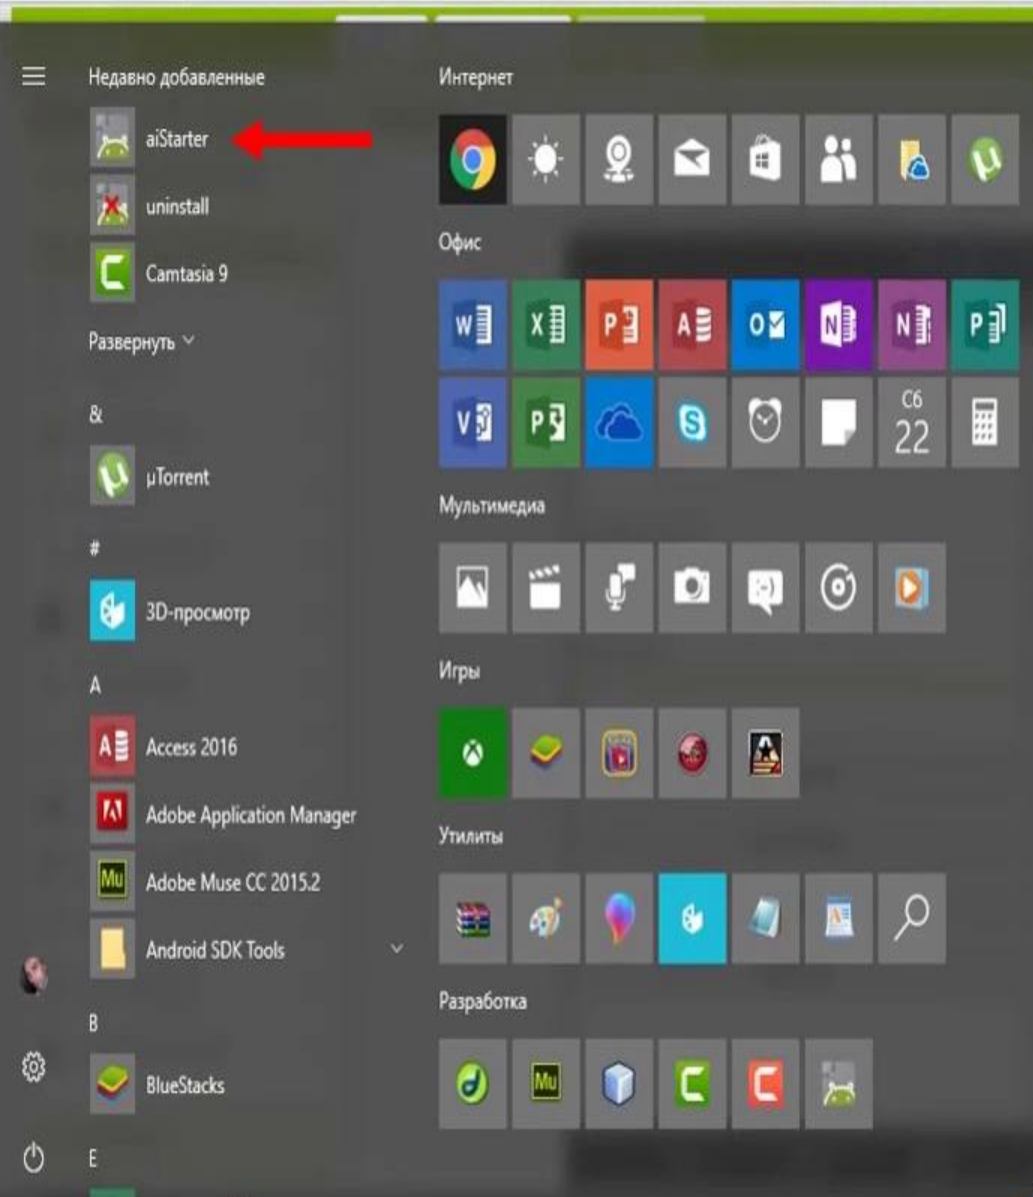 Недавно добавленные
aiStarter
uninstall
Camtasia 9
Развернуть
&
µTorrent
#
3D-просмотр
A
Access 2016
Adobe Application Manager
Adobe Muse CC 2015.2
Android SDK Tools
B
BlueStacks
E
Интернет
Офис
Сб
22
Мультимедиа
Игры
Утилиты
Разработка
Mu